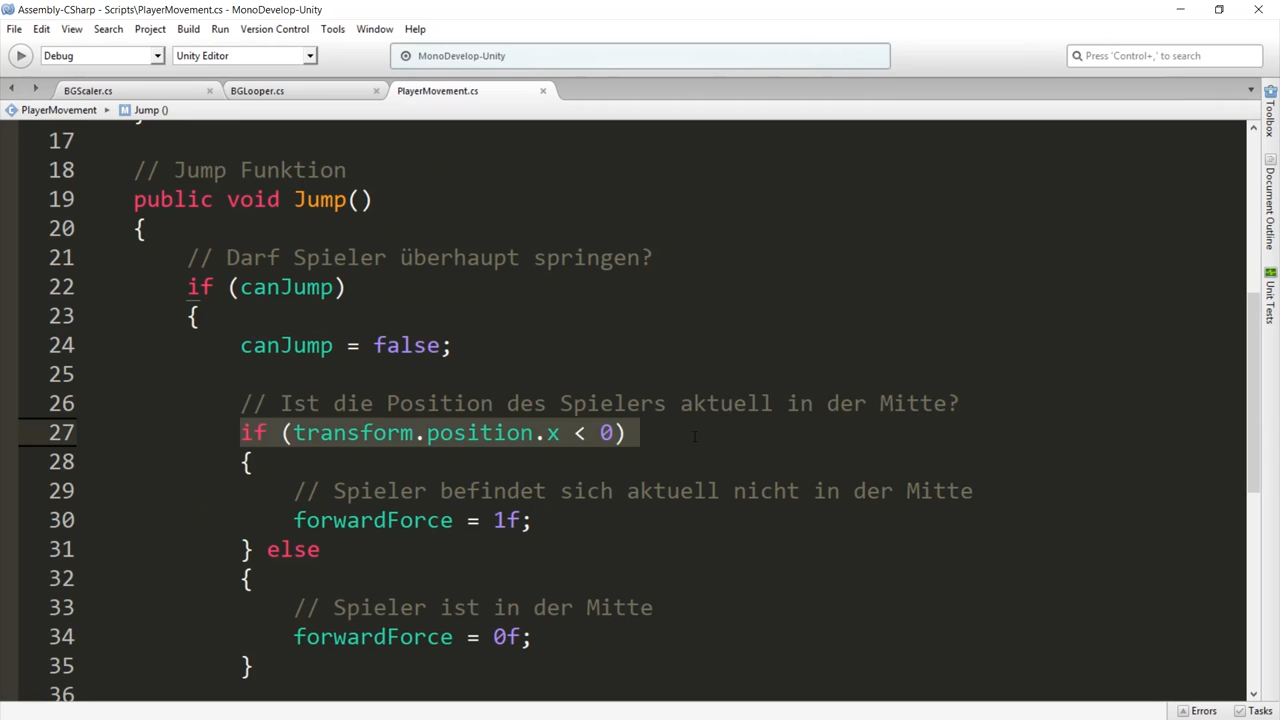 Assembly-CSharp - Scripts\PlayerMovement.cs - MonoDevelop-Unity
File Edit View Search Project Build Run Version Control Tools Window Help
Debug Unity Editor MonoDevelop-Unity Press 'Control+,' to search
BGScaler.cs BGLooper.cs PlayerMovement.cs
PlayerMovement Jump ()
Toolbox
Document Outline
Unit Tests
17
18 // Jump Funktion
19 public void Jump()
20 {
21 // Darf Spieler überhaupt springen?
22 if (canJump)
23 {
24 canJump = false;
25
26 // Ist die Position des Spielers aktuell in der Mitte?
27 if (transform.position.x < 0)
28 {
29 // Spieler befindet sich aktuell nicht in der Mitte
30 forwardForce = 1f;
31 } else
32 {
33 // Spieler ist in der Mitte
34 forwardForce = 0f;
35 }
36
Errors Tasks